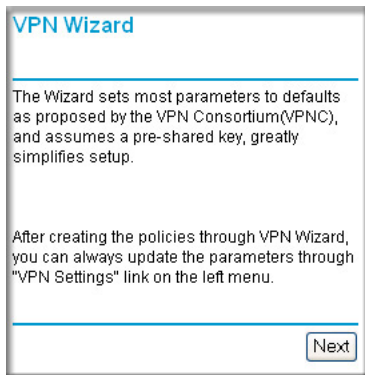 VPN Wizard
The Wizard sets most parameters to defaults
as proposed by the VPN Consortium(VPNC),
and assumes a pre-shared key, greatly
simplifies setup.
After creating the policies through VPN Wizard,
you can always update the parameters through
"VPN Settings" link on the left menu.
Next